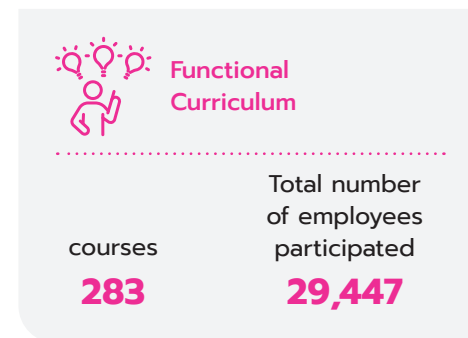 Functional
Curriculum
courses
283
Total number
of employees
participated
29,447